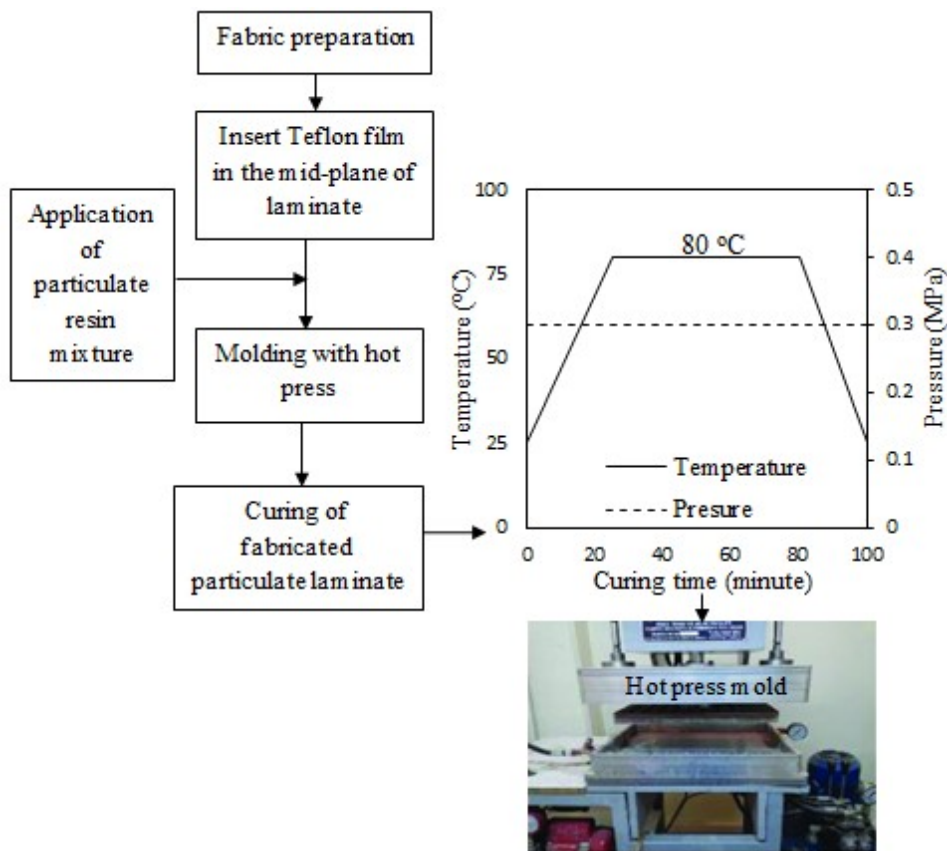 Fabric preparation
Insert Teflon film
in the mid-plane of
laminate
Application
of
particulate
resin
mixture
Molding with hot
press
Curing of
fabricated
particulate laminate
100
75
50
25
0
Temperature (⁰C)
80 ⁰C
Temperature
Presure
0.5
0.4
0.3
0.2
0.1
0
Pressure (MPa)
0 20 40 60 80 100
Curing time (minute)
Hot press mold